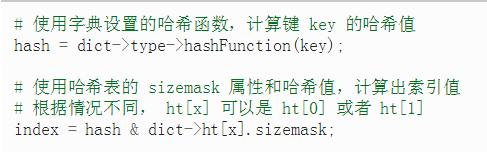 # 使用字典设置的哈希函数，计算键 key 的哈希值
hash = dict->type->hashFunction(key);
# 使用哈希表的 sizemask 属性和哈希值，计算出索引值
# 根据情况不同， ht[x] 可以是 ht[0] 或者 ht[1]
index = hash & dict->ht[x].sizemask;